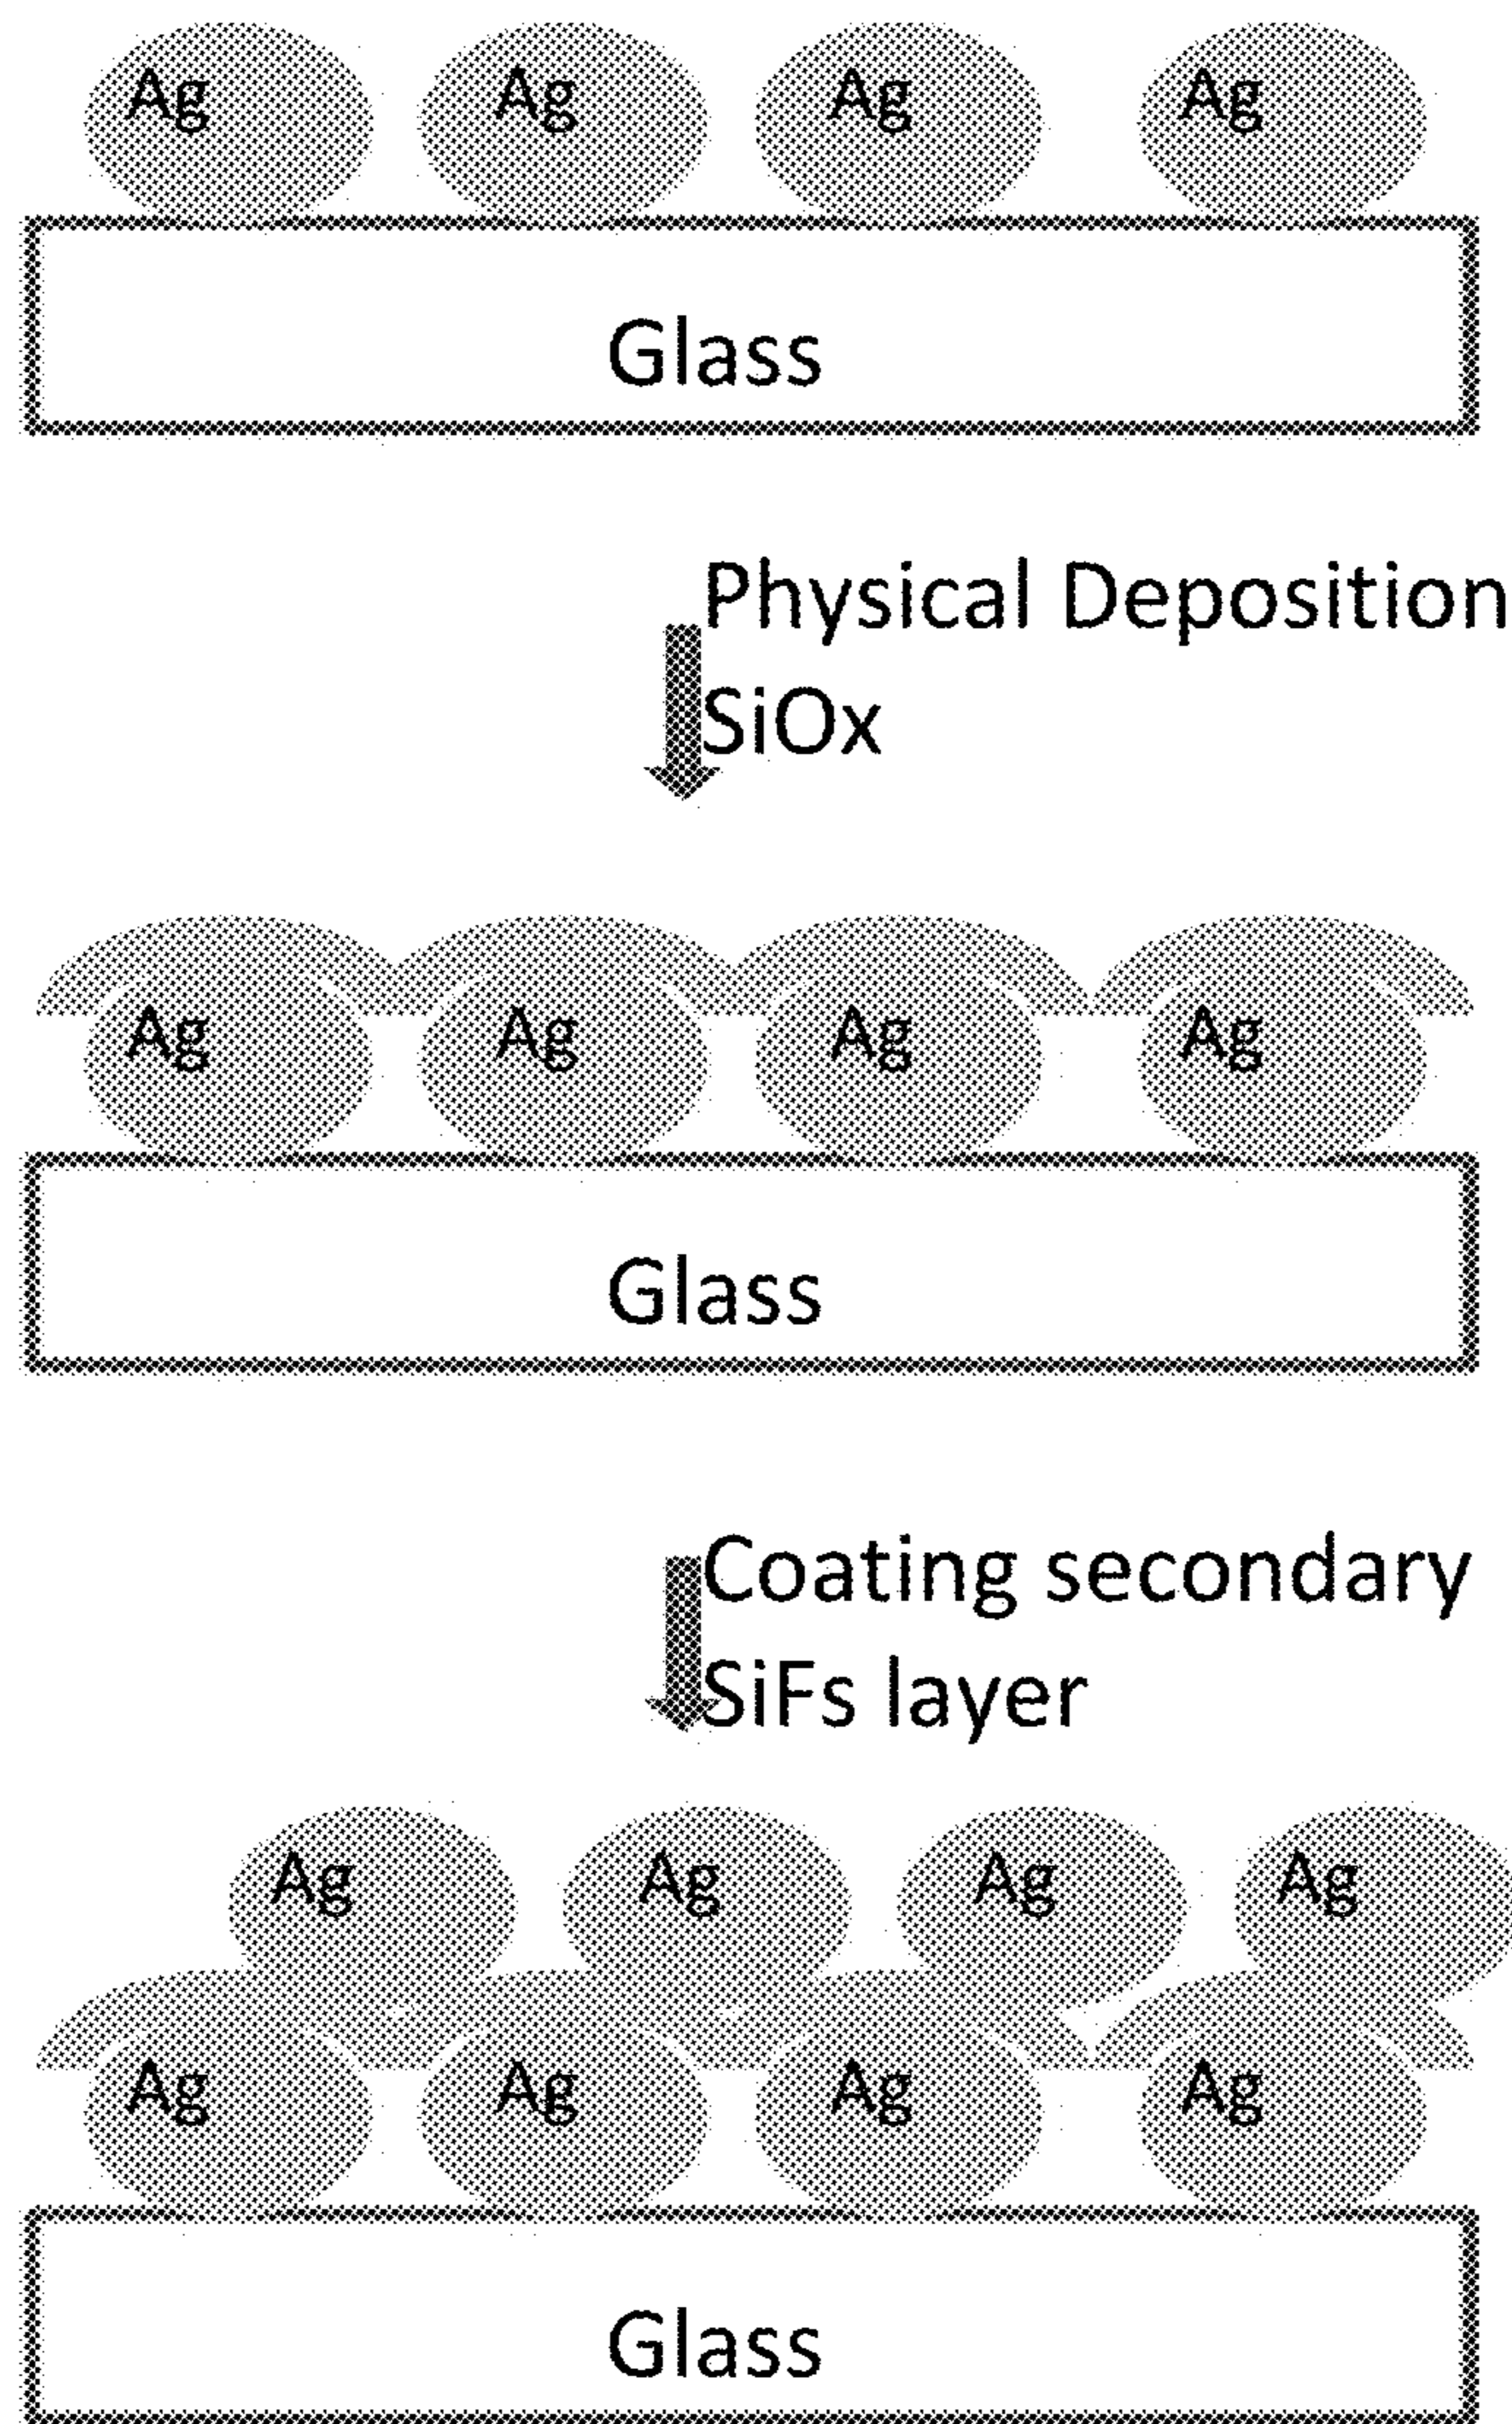 Ag Ag Ag Ag
Glass
Physical Deposition
SiOx
Ag Ag Ag Ag
Glass
Coating secondary
SiFs layer
Ag Ag Ag Ag
Ag Ag Ag Ag
Glass